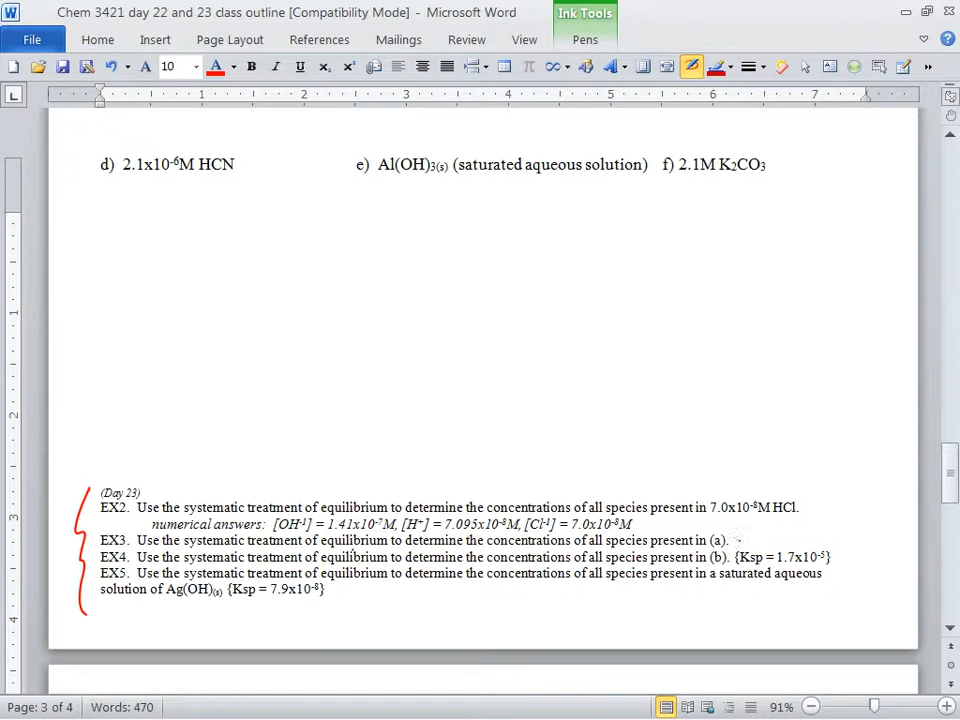 Chem 3421 day 22 and 23 class outline [Compatibility Mode] - Microsoft Word
Ink Tools
File Home Insert Page Layout References Mailings Review View Pens
10
d) 2.1x10⁻⁶M HCN e) Al(OH)₃₍ₛ₎ (saturated aqueous solution) f) 2.1M K₂CO₃
(Day 23)
EX2. Use the systematic treatment of equilibrium to determine the concentrations of all species present in 7.0x10⁻⁸M HCl.
numerical answers: [OH⁻¹] = 1.41x10⁻⁷M, [H⁺] = 7.095x10⁻⁸M, [Cl⁻¹] = 7.0x10⁻⁸M
EX3. Use the systematic treatment of equilibrium to determine the concentrations of all species present in (a).
EX4. Use the systematic treatment of equilibrium to determine the concentrations of all species present in (b). {Ksp = 1.7x10⁻⁵}
EX5. Use the systematic treatment of equilibrium to determine the concentrations of all species present in a saturated aqueous
solution of Ag(OH)₍ₛ₎ {Ksp = 7.9x10⁻⁸}
Page: 3 of 4 Words: 470 91%